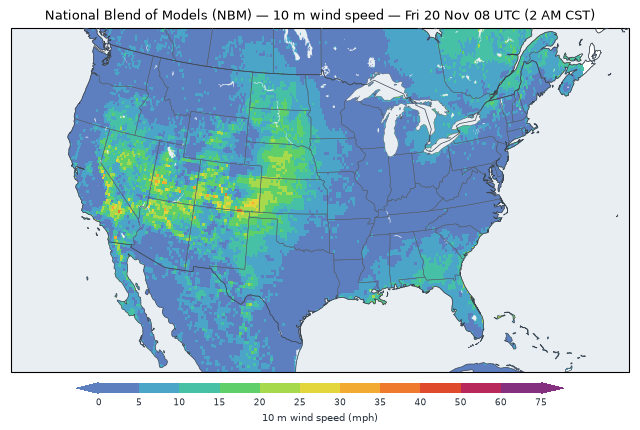 National Blend of Models (NBM) — 10 m wind speed — Fri 20 Nov 08 UTC (2 AM CST)
0 5 10 15 20 25 30 35 40 50 60 75
10 m wind speed (mph)